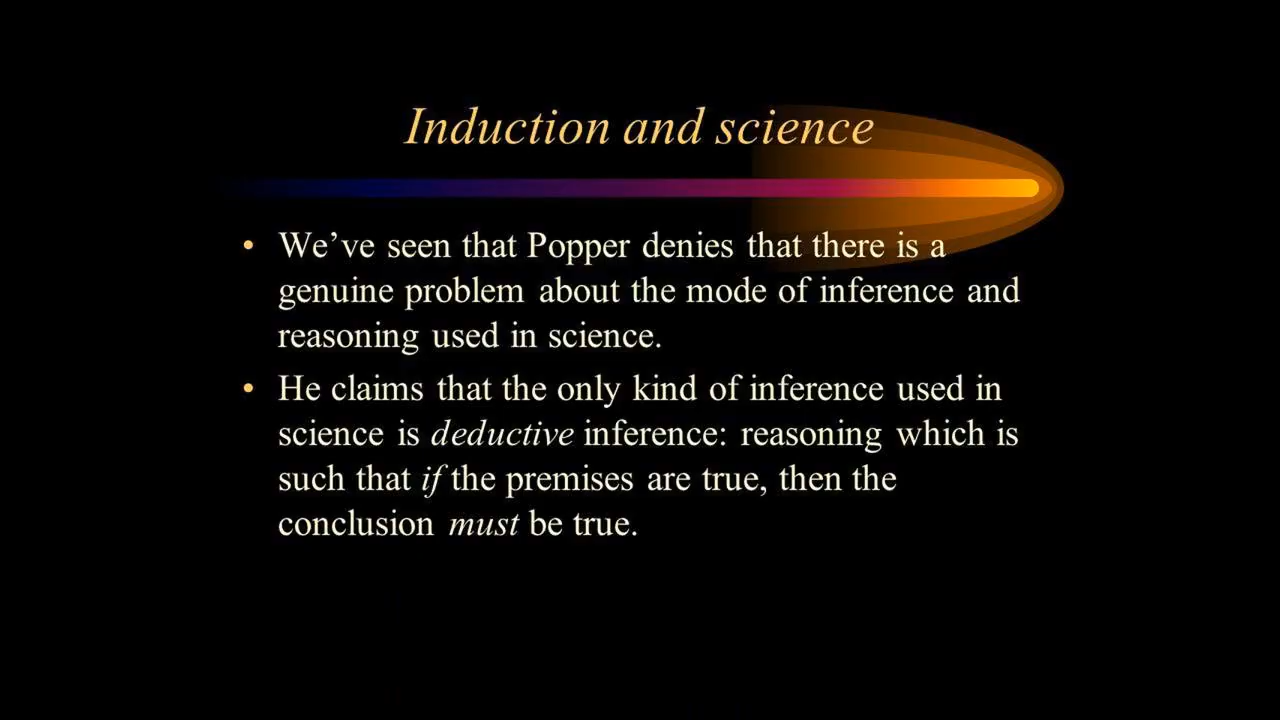 Induction and science
• We’ve seen that Popper denies that there is a
genuine problem about the mode of inference and
reasoning used in science.
• He claims that the only kind of inference used in
science is deductive inference: reasoning which is
such that if the premises are true, then the
conclusion must be true.